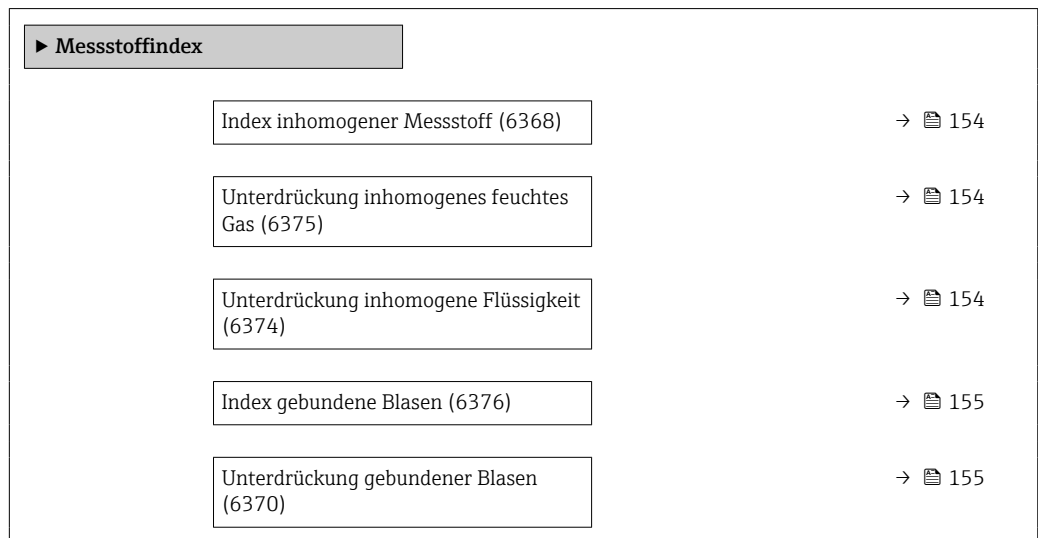 ► Messstoffindex
Index inhomogener Messstoff (6368) → 154
Unterdrückung inhomogenes feuchtes
Gas (6375) → 154
Unterdrückung inhomogene Flüssigkeit
(6374) → 154
Index gebundene Blasen (6376) → 155
Unterdrückung gebundener Blasen
(6370) → 155